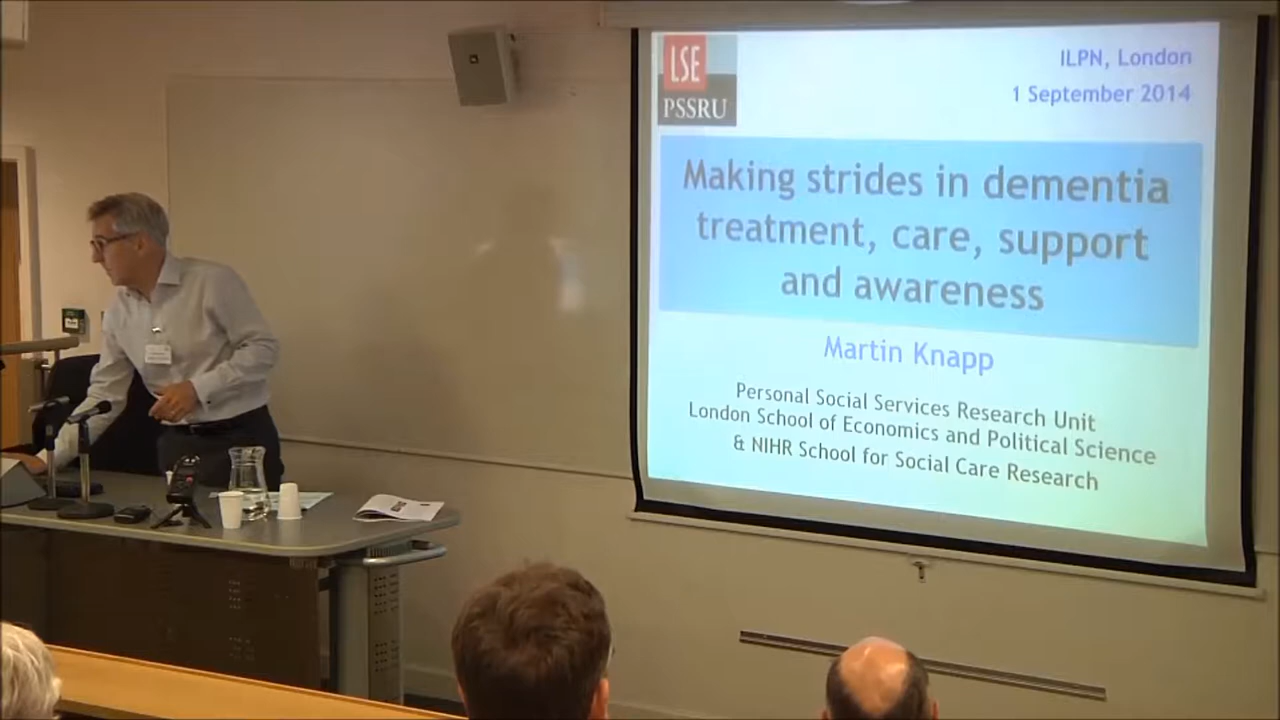 LSE
PSSRU
ILPN, London
1 September 2014
Making strides in dementia
treatment, care, support
and awareness
Martin Knapp
Personal Social Services Research Unit
London School of Economics and Political Science
& NIHR School for Social Care Research